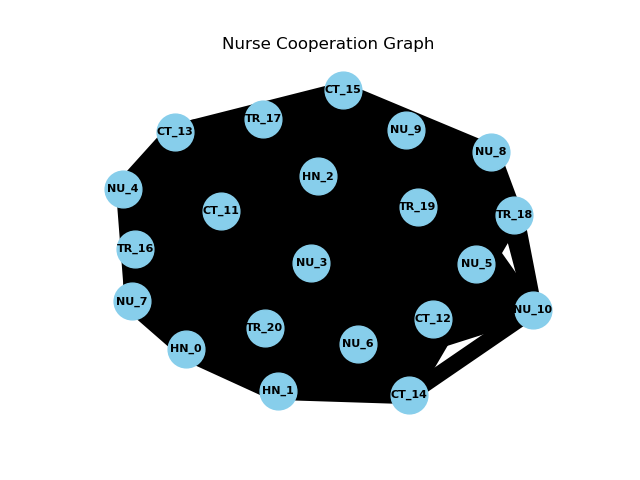 Nurse Cooperation Graph
CT_15
TR_17
CT_13
NU_9
NU_8
HN_2
NU_4
TR_19
CT_11
TR_18
TR_16
NU_3
NU_5
NU_7
NU_10
CT_12
TR_20
NU_6
HN_0
HN_1
CT_14